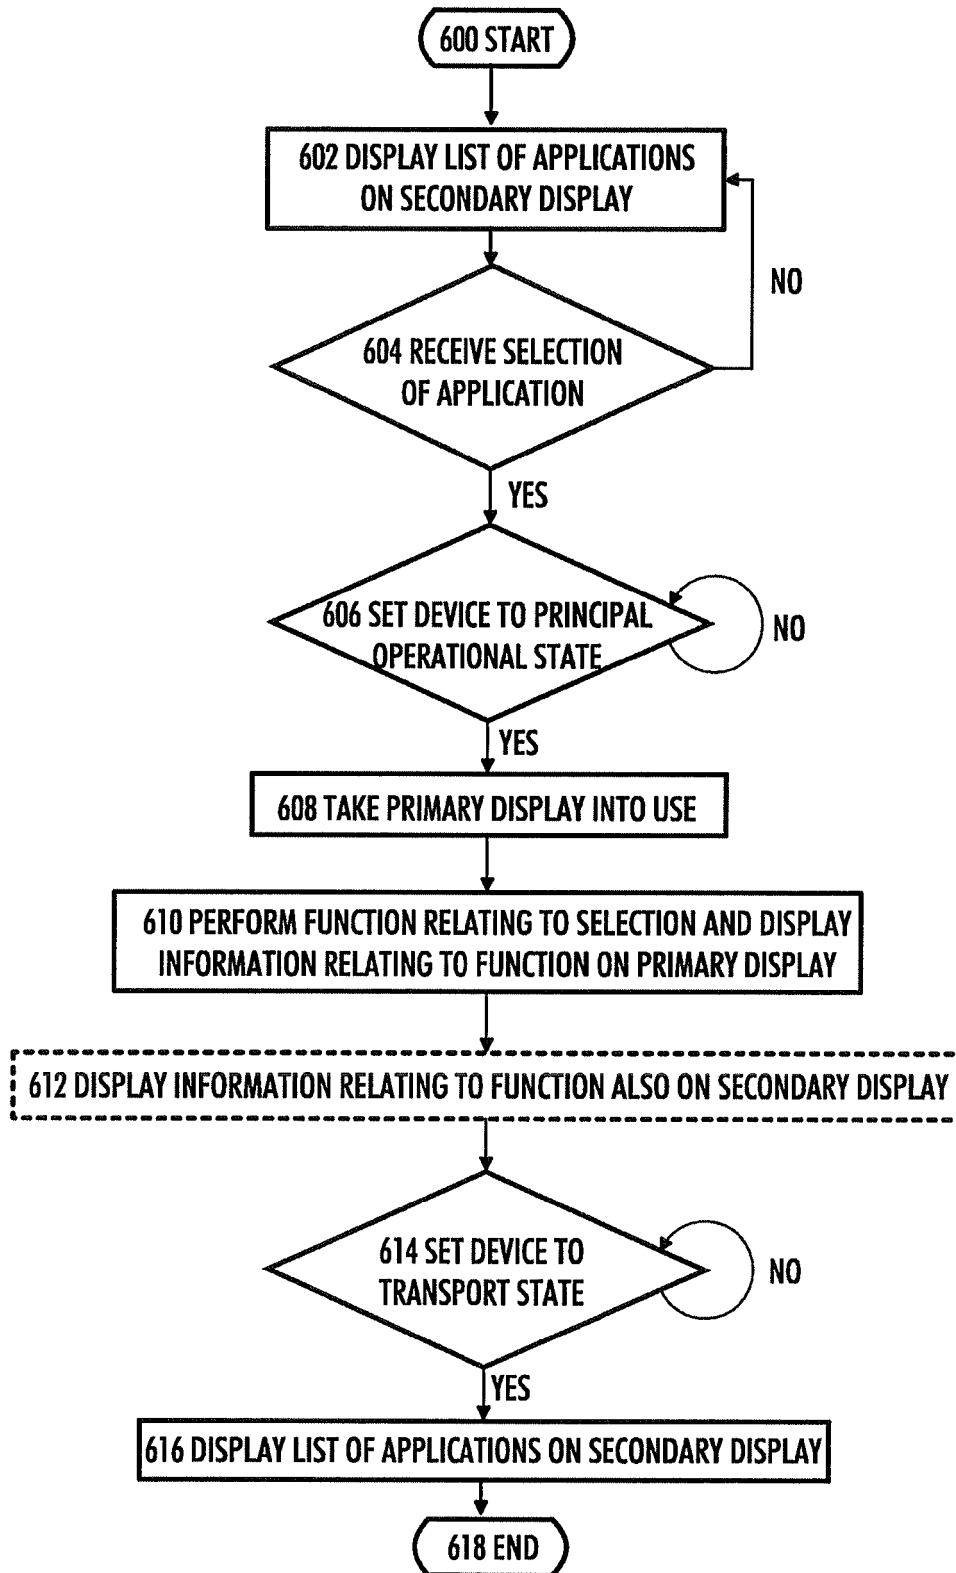 600 START
602 DISPLAY LIST OF APPLICATIONS
ON SECONDARY DISPLAY
NO
604 RECEIVE SELECTION
OF APPLICATION
YES
606 SET DEVICE TO PRINCIPAL
OPERATIONAL STATE
NO
YES
608 TAKE PRIMARY DISPLAY INTO USE
610 PERFORM FUNCTION RELATING TO SELECTION AND DISPLAY
INFORMATION RELATING TO FUNCTION ON PRIMARY DISPLAY
612 DISPLAY INFORMATION RELATING TO FUNCTION ALSO ON SECONDARY DISPLAY
614 SET DEVICE TO
TRANSPORT STATE
NO
YES
616 DISPLAY LIST OF APPLICATIONS ON SECONDARY DISPLAY
618 END